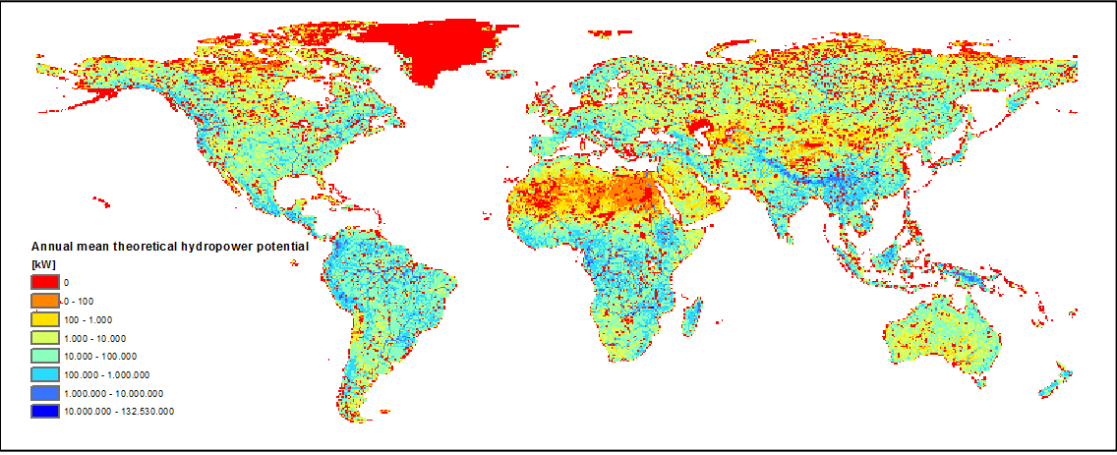 Annual mean theoretical hydropower potential
[kW]
0
0 - 100
100 - 1.000
1.000 - 10.000
10.000 - 100.000
100.000 - 1.000.000
1.000.000 - 10.000.000
10.000.000 - 132.530.000